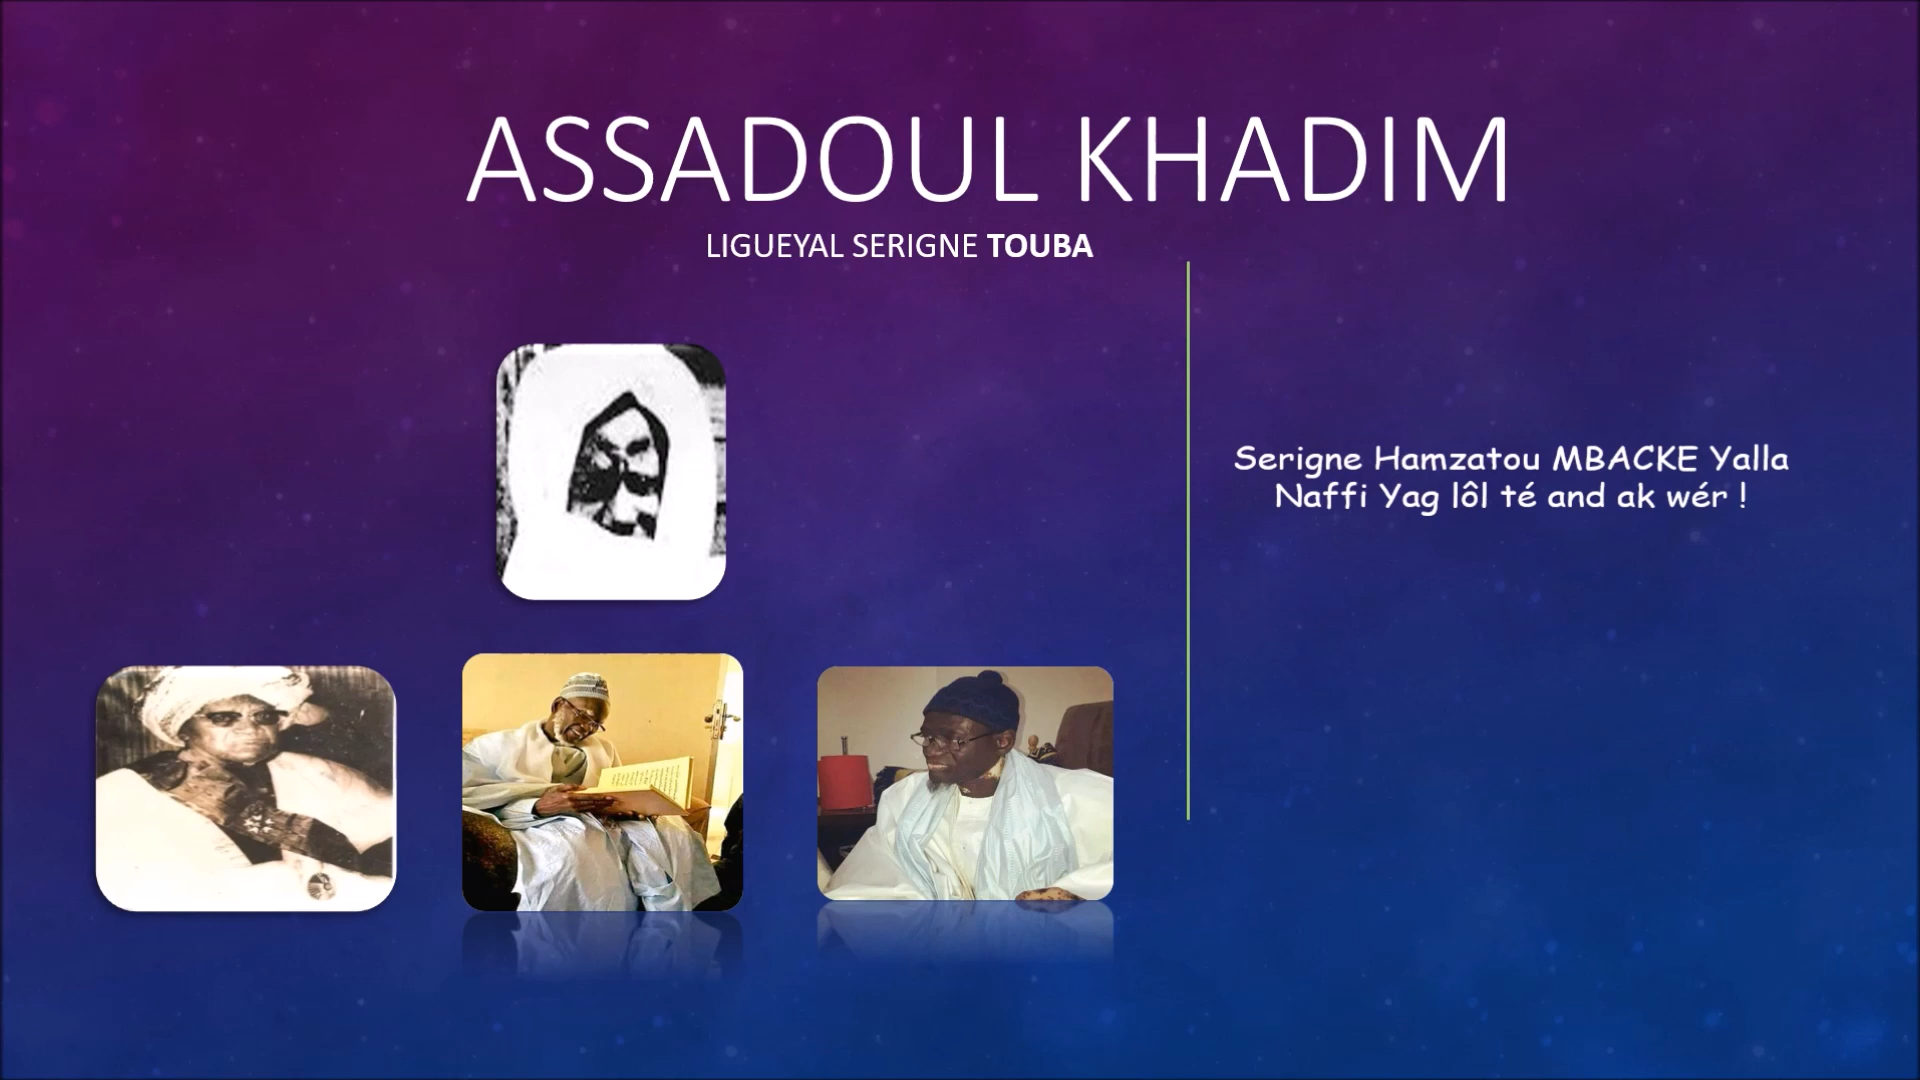 ASSADOUL KHADIM
LIGUEYAL SERIGNE TOUBA
Serigne Hamzatou MBACKE Yalla
Naffi Yag lôl té and ak wér !